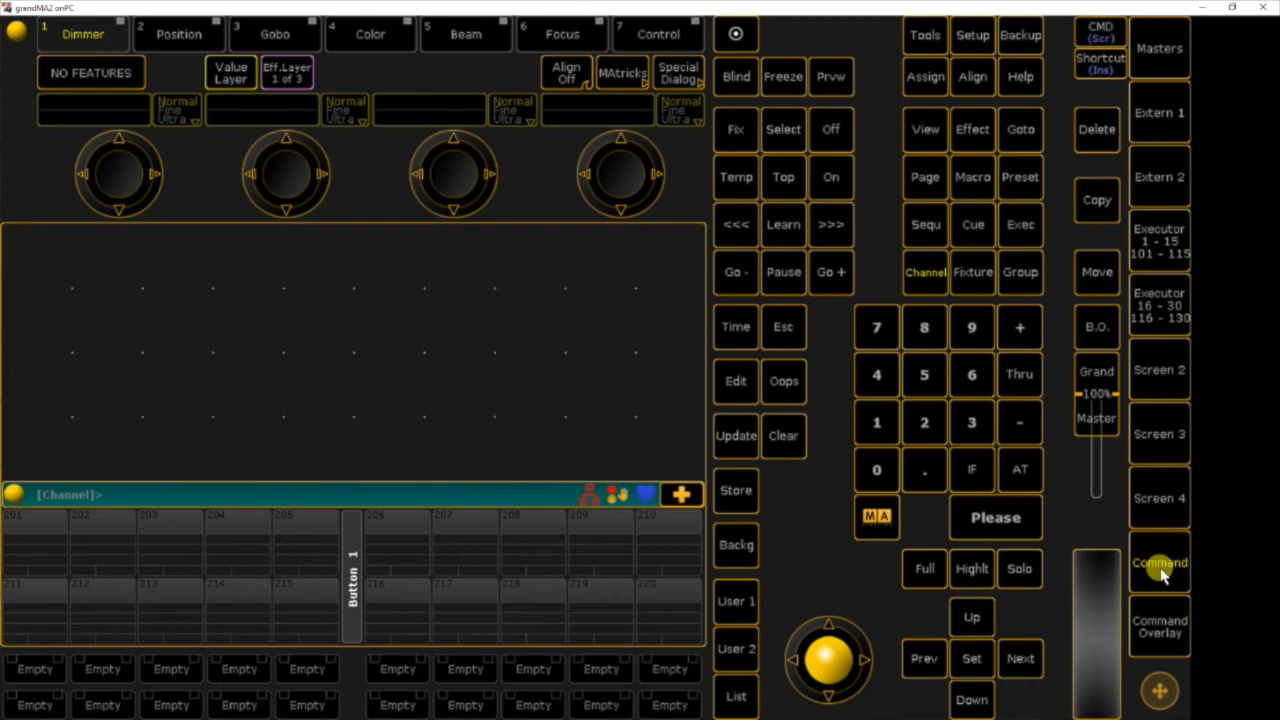 grandMA2 onPC
1 Dimmer
2 Position
3 Gobo
4 Color
5 Beam
6 Focus
7 Control
NO FEATURES
Value
Layer
Eff.Layer
1 of 3
Align
Off
MAtricks
Special
Dialog
Normal
Fine
Ultra
Normal
Fine
Ultra
Normal
Fine
Ultra
Normal
Fine
Ultra
[Channel]>
201 202 203 204 205 206 207 208 209 210
211 212 213 214 215 216 217 218 219 220
Button 1
Empty Empty Empty Empty Empty Empty Empty Empty Empty Empty
Empty Empty Empty Empty Empty Empty Empty Empty Empty Empty
Blind Freeze Prvw
Fix Select Off
Temp Top On
<<< Learn >>>
Go - Pause Go +
Time Esc
Edit Oops
Update Clear
Store
Backg
User 1
User 2
List
Tools Setup Backup
Assign Align Help
View Effect Goto
Page Macro Preset
Sequ Cue Exec
Channel Fixture Group
7 8 9 +
4 5 6 Thru
1 2 3 -
0 . IF AT
MA Please
Full Highlt Solo
Up
Prev Set Next
Down
CMD
(Scr)
Shortcut
(Ins)
Delete
Copy
Move
B.O.
Grand
100%
Master
Masters
Extern 1
Extern 2
Executor
1 - 15
101 - 115
Executor
16 - 30
116 - 130
Screen 2
Screen 3
Screen 4
Command
Command
Overlay